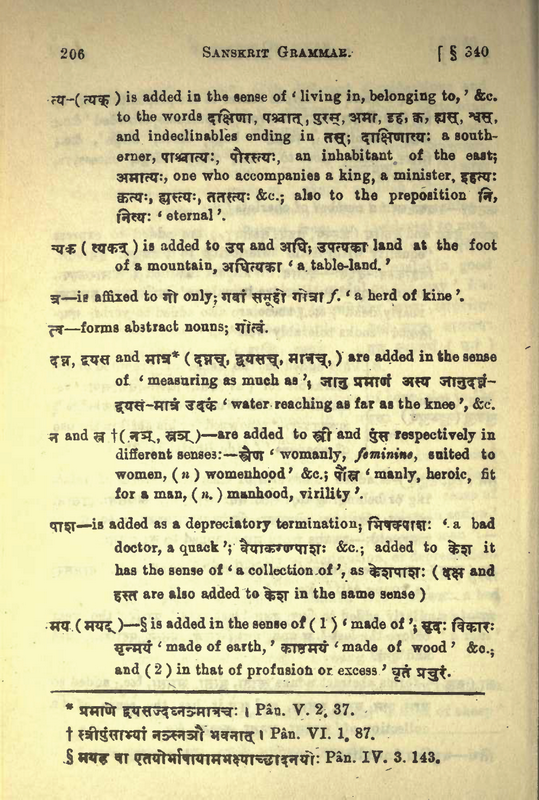 206 SANSKRIT GRAMMAR. [ § 340
त्य-(त्यक्) is added in the sense of ‘ living in, belonging to, ’ &c.
to the words दक्षिणा, पश्चात्, पुरस्, अमा, इह, क्व, ह्यस्, श्वस्,
and indeclinables ending in तस्; दाक्षिणात्यः a south-
erner, पाश्चात्यः, पौरस्त्यः, an inhabitant of the east;
अमात्यः, one who accompanies a king, a minister, इहत्यः
क्वत्यः, ह्यस्त्यः, ततस्त्यः &c.; also to the preposition नि,
नित्यः ‘ eternal ’.
त्यक ( त्यकन् ) is added to उप and अधि; उपत्यका land at the foot
of a mountain, अधित्यका ‘ a table-land. ’
त्र—is affixed to गो only; गवां समूहो गोत्रा f. ‘ a herd of kine ’.
त्व—forms abstract nouns; गोत्वं.
दघ्न, द्वयस and मात्र* ( दघ्नच्, द्वयसच्, मात्रच्, ) are added in the sense
of ‘ measuring as much as ’; जानु प्रमाणं अस्य जानुदघ्नं-
द्वयसं-मात्रं उदकं ‘ water reaching as far as the knee ’, &c.
न and स्न †(नञ्, स्नञ्)—are added to स्त्री and पुंस respectively in
different senses:—स्त्रैण ‘ womanly, feminine, suited to
women, ( n ) womenhood ’ &c.; पौंस्न ‘ manly, heroic, fit
for a man, ( n. ) manhood, virility ’.
पाश—is added as a depreciatory termination; भिषक्पाशः ‘ a bad
doctor, a quack ’; वैयाकरणपाशः &c.; added to केश it
has the sense of ‘ a collection of ’, as केशपाशः ( पक्ष and
हस्त are also added to केश in the same sense )
मय (मयट्)—§ is added in the sense of ( 1 ) ‘ made of ’; मृदः विकारः
मृन्मयं ‘ made of earth, ’ काष्ठमयं ‘ made of wood ’ &c.;
and ( 2 ) in that of profusion or excess ’ घृतं प्रचुरं.
* प्रमाणे द्वयसज्दघ्नञ्मात्रचः । Pân. V. 2. 37.
† स्त्रीपुंसाभ्यां नञ्स्नञौ भवनात् । Pân. VI. 1. 87.
§ मयड्वा एतयोर्भाषायामभक्ष्याच्छादनयोः Pân. IV. 3. 143.